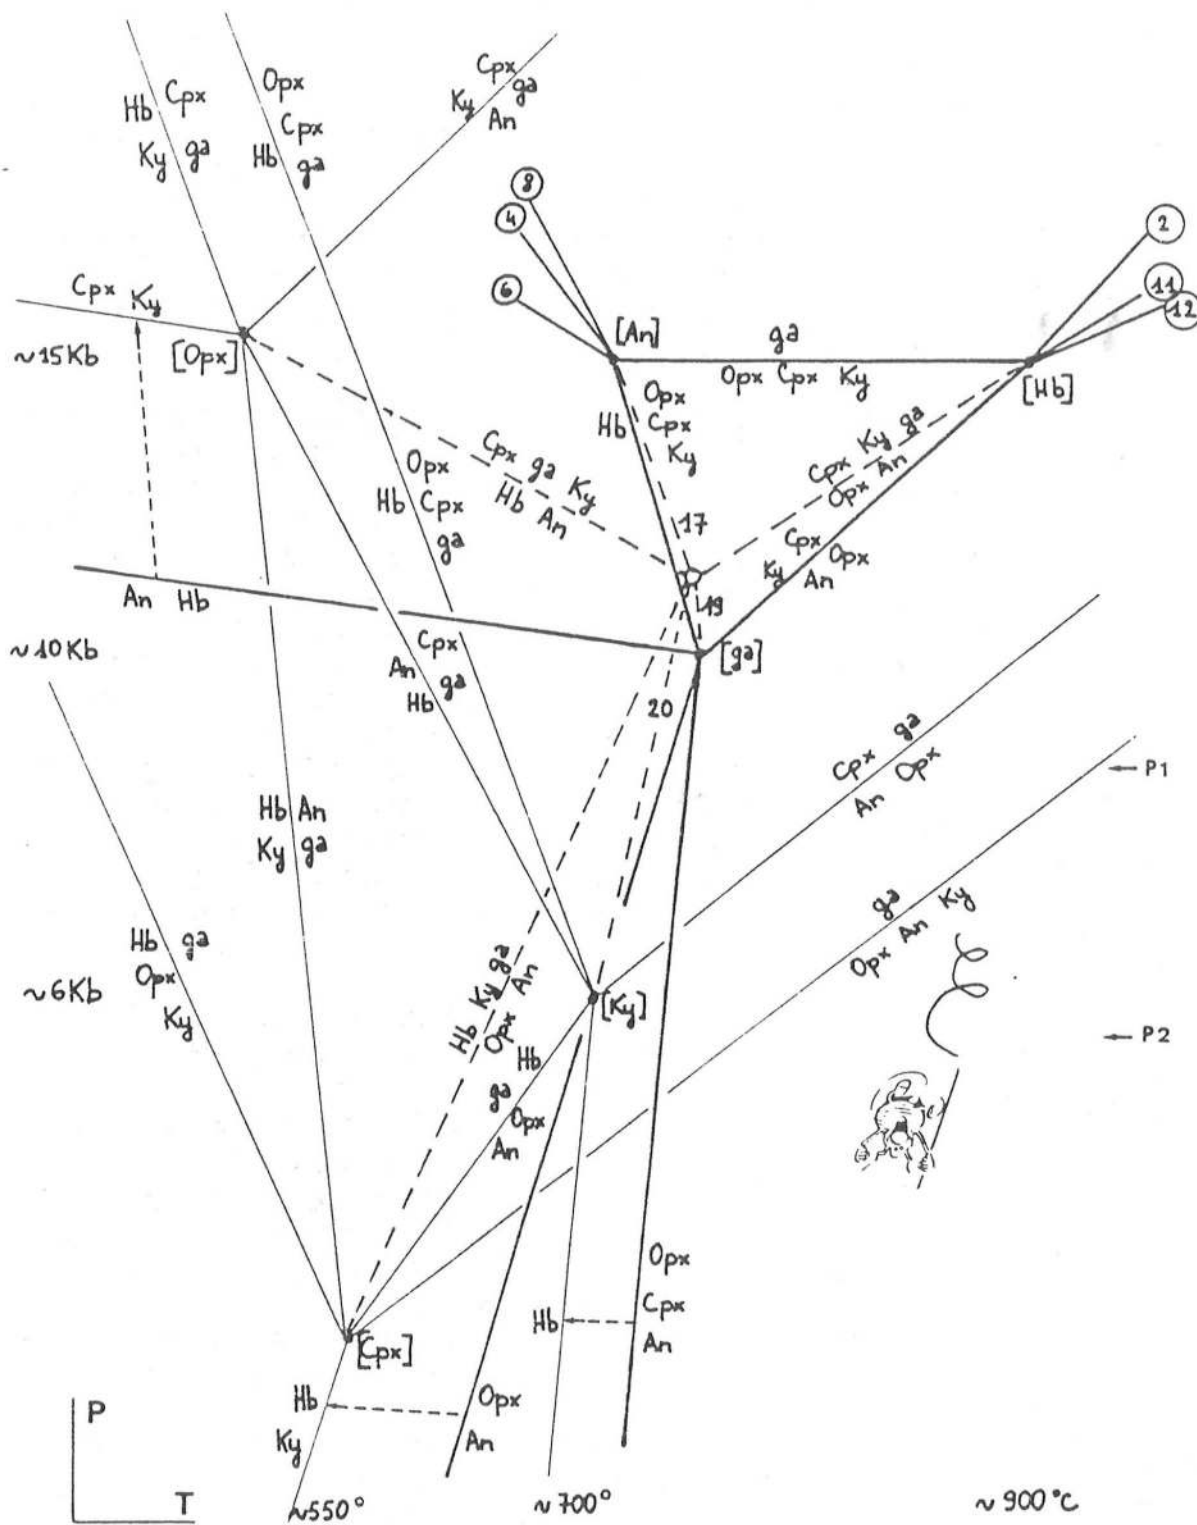 Hb Cpx
Ky ga
Opx
Cpx
Hb ga
Cpx
Ky ga
An
8
4
6
2
11
12
Cpx Ky
~15Kb
[Opx]
[An]
ga
Opx Cpx Ky
[Hb]
Opx
Hb Cpx
Ky
Cpx ga Ky
Hb An
Opx
Hb Cpx
ga
Cpx Ky ga
Opx An
17
Cpx Opx
Ky An
19
An Hb
[ga]
~10Kb
Cpx
An ga
Hb
20
Cpx ga
An Opx
P1
Hb An
Ky ga
ga Ky
Opx An
Hb ga
Opx
Ky
~6Kb
Hb Ky ga
Opx An
[Ky]
P2
Hb
ga Opx
An
Opx
Hb Cpx
An
[Cpx]
Hb Opx
Ky An
P
T
~550°
~700°
~900°C